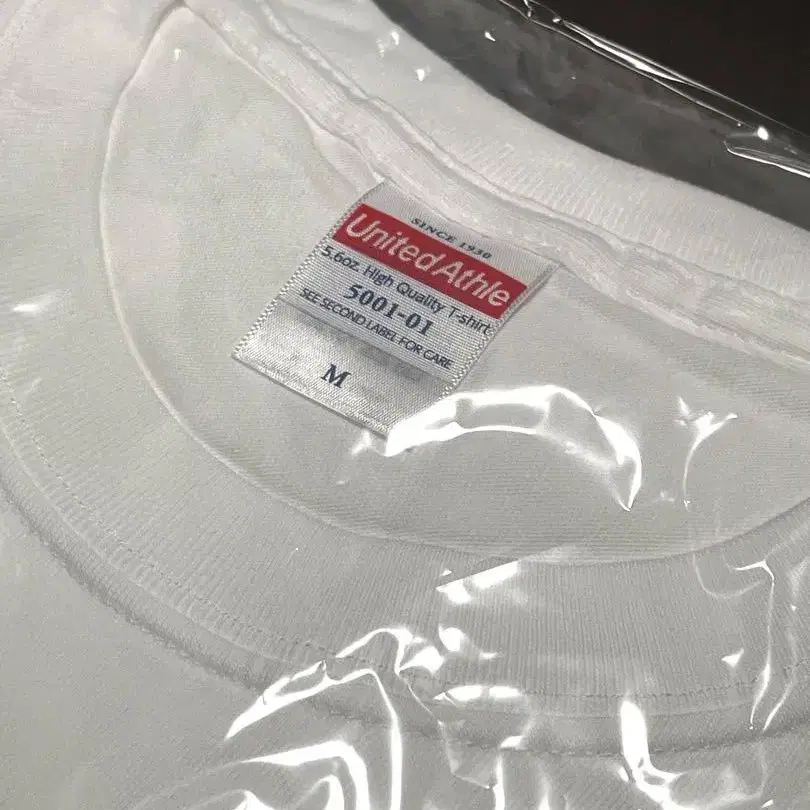 SINCE 1930
UnitedAthle
5.6oz. High Quality T-shirt
5001-01
SEE SECOND LABEL FOR CARE
M